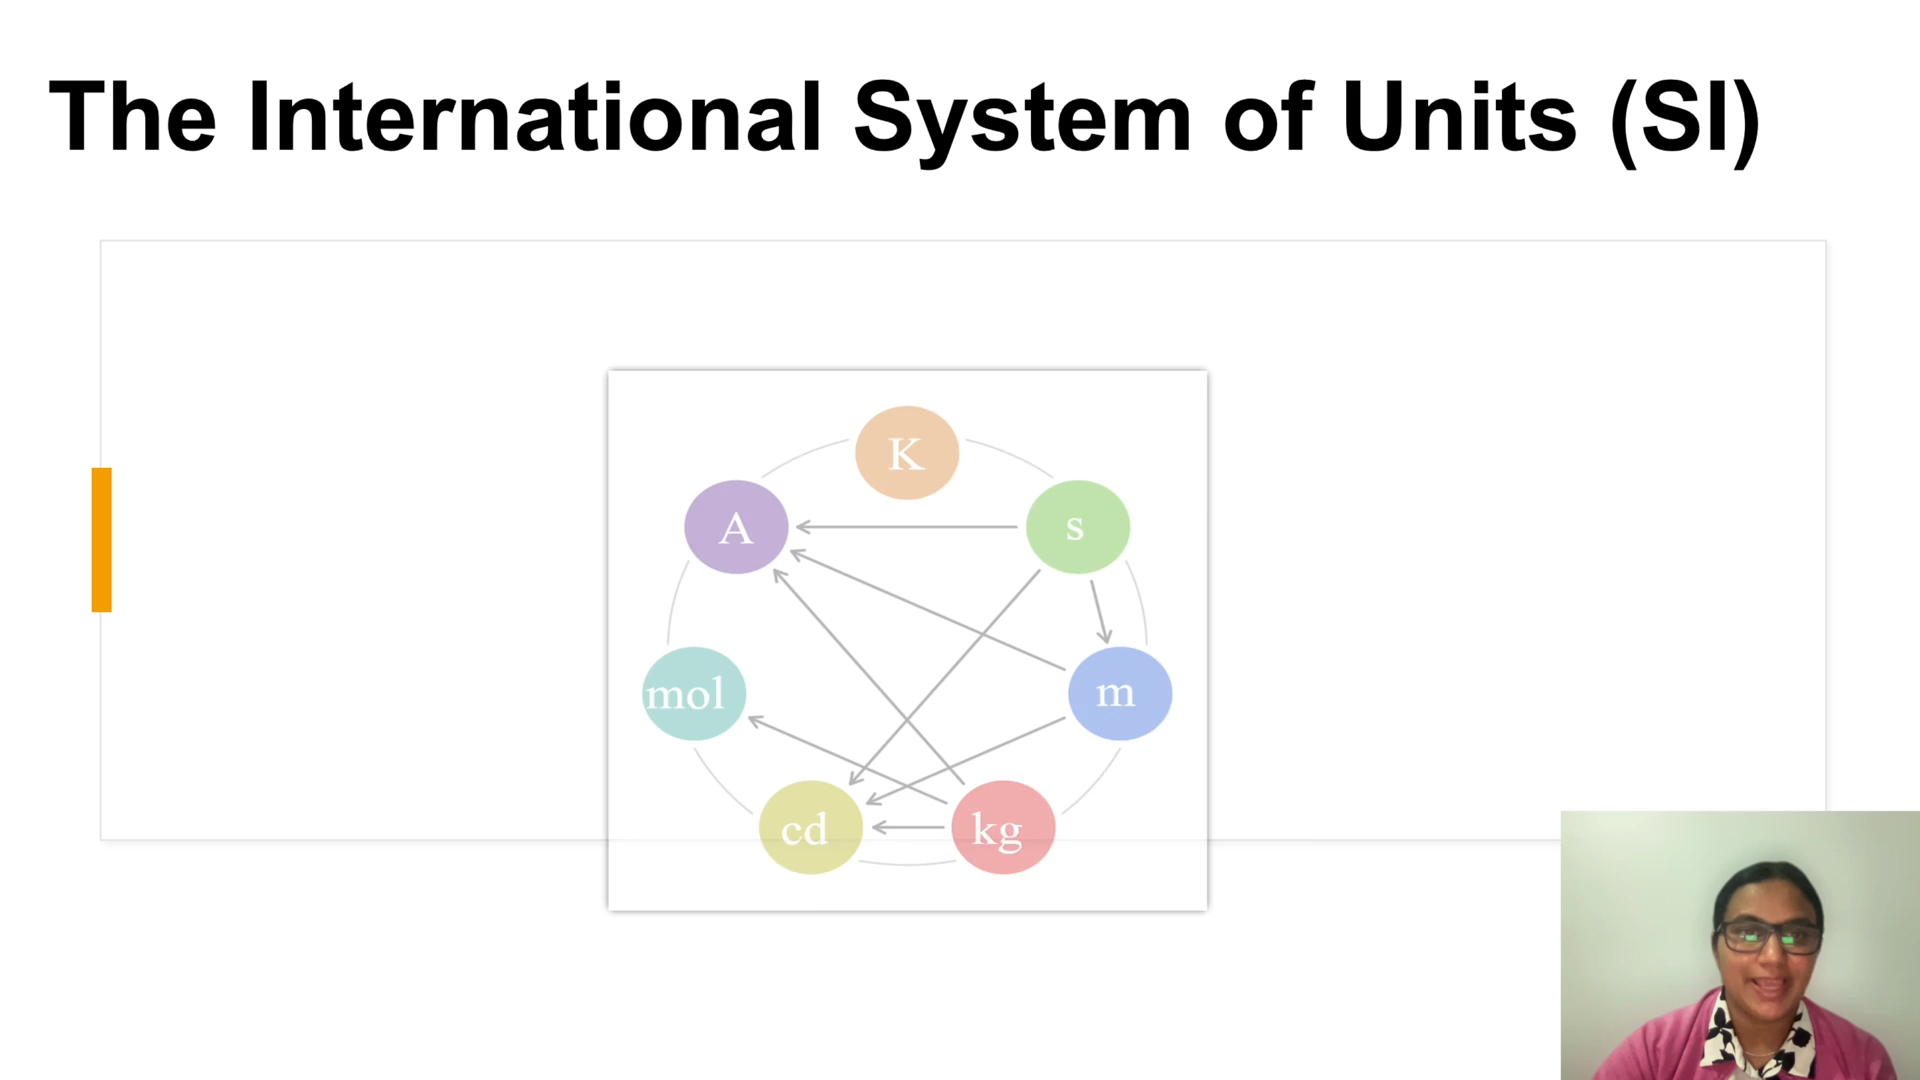 The International System of Units (SI)
K
A
s
mol
m
cd
kg